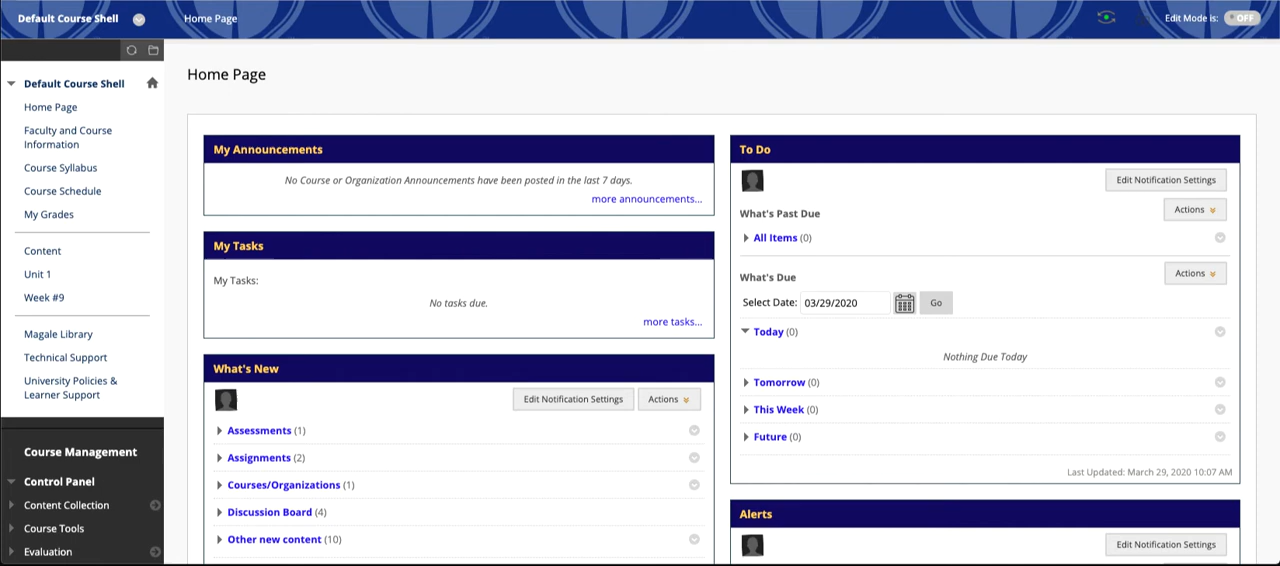 Default Course Shell
Home Page
Edit Mode is: OFF
Default Course Shell
Home Page
Faculty and Course
Information
Course Syllabus
Course Schedule
My Grades
Content
Unit 1
Week #9
Magale Library
Technical Support
University Policies &
Learner Support
Course Management
Control Panel
Content Collection
Course Tools
Evaluation
Home Page
My Announcements
No Course or Organization Announcements have been posted in the last 7 days.
more announcements...
My Tasks
My Tasks:
No tasks due.
more tasks...
What's New
Edit Notification Settings
Actions
Assessments (1)
Assignments (2)
Courses/Organizations (1)
Discussion Board (4)
Other new content (10)
To Do
Edit Notification Settings
What's Past Due
Actions
All Items (0)
What's Due
Actions
Select Date: 03/29/2020 Go
Today (0)
Nothing Due Today
Tomorrow (0)
This Week (0)
Future (0)
Last Updated: March 29, 2020 10:07 AM
Alerts
Edit Notification Settings